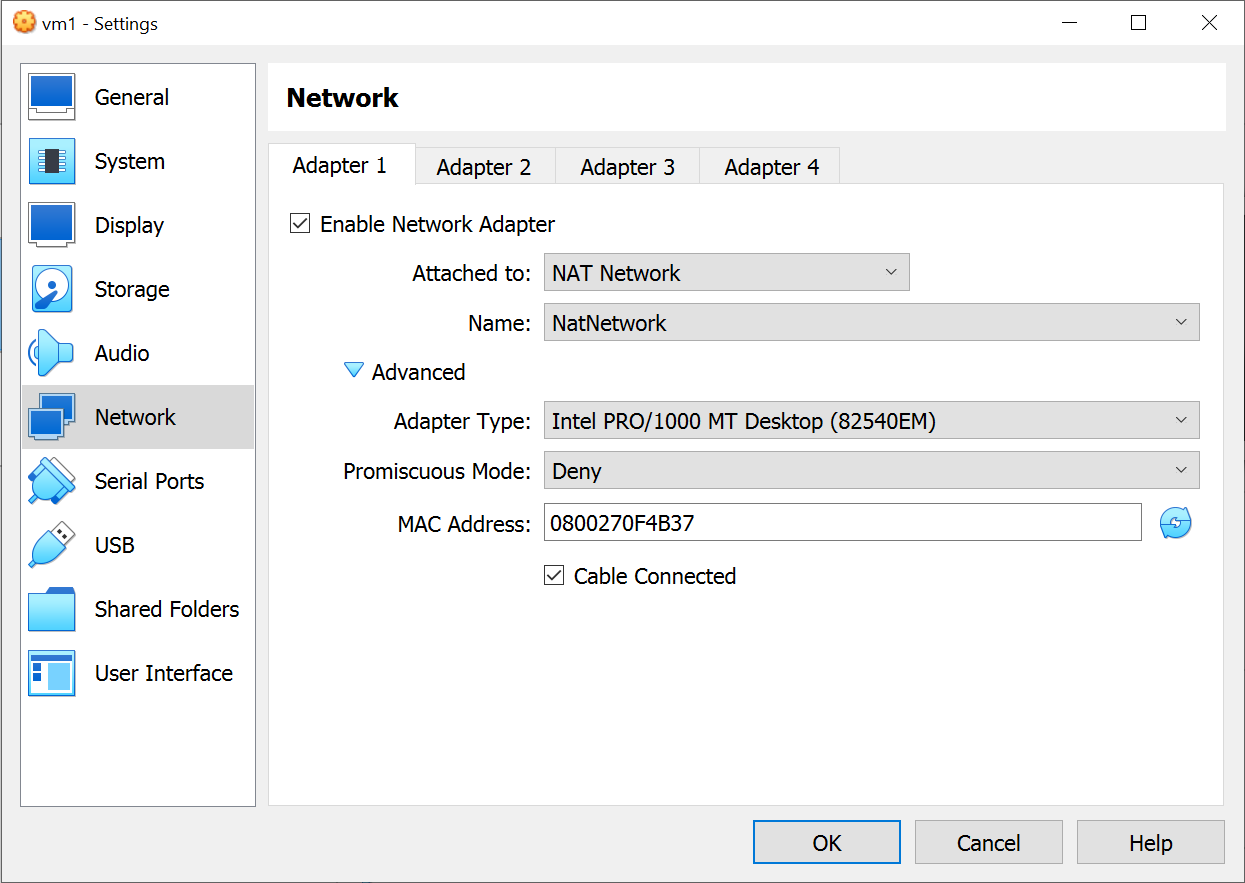 vm1 - Settings
General
System
Display
Storage
Audio
Network
Serial Ports
USB
Shared Folders
User Interface
Network
Adapter 1 Adapter 2 Adapter 3 Adapter 4
Enable Network Adapter
Attached to: NAT Network
Name: NatNetwork
Advanced
Adapter Type: Intel PRO/1000 MT Desktop (82540EM)
Promiscuous Mode: Deny
MAC Address: 0800270F4B37
Cable Connected
OK Cancel Help